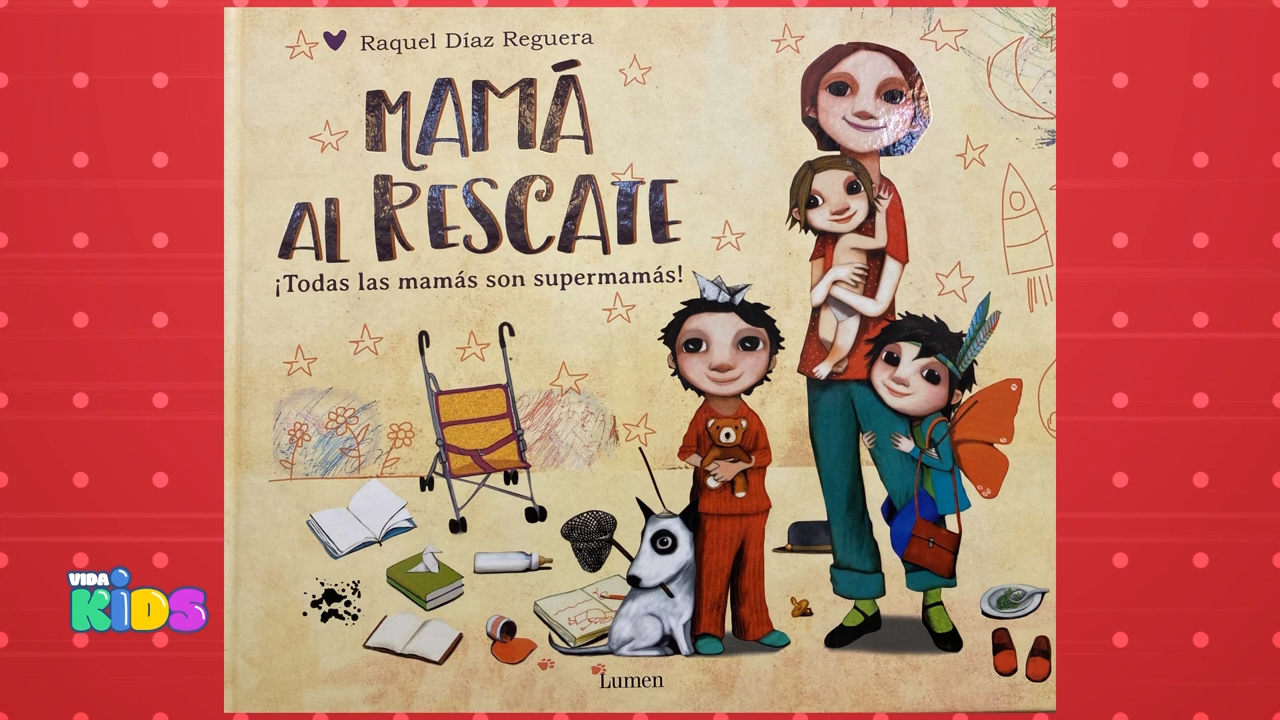 Raquel Díaz Reguera
MAMÁ
AL RESCATE
¡Todas las mamás son supermamás!
Lumen
VIDA
KiDS